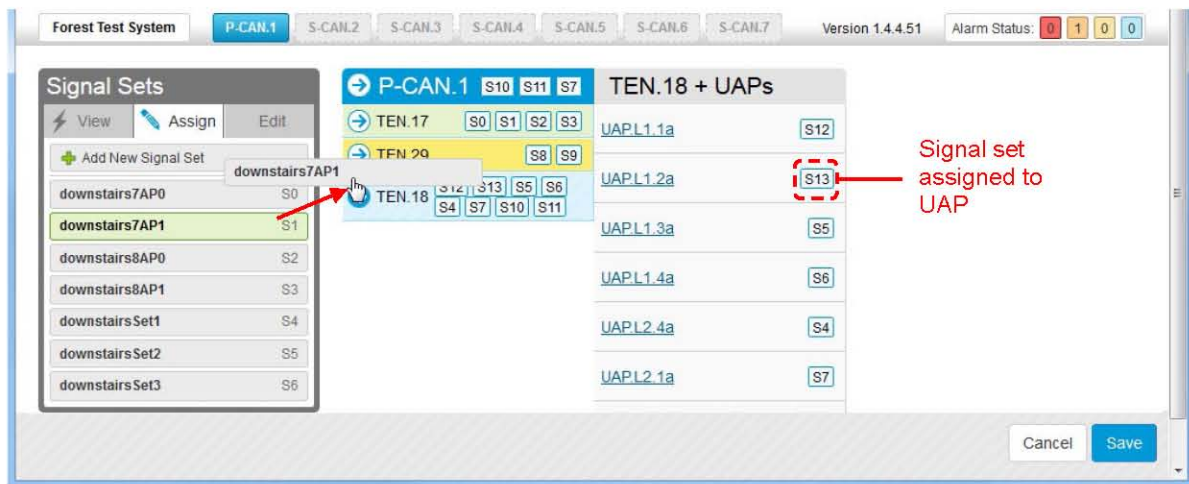 Forest Test System P-CAN.1 S-CAN.2 S-CAN.3 S-CAN.4 S-CAN.5 S-CAN.6 S-CAN.7 Version 1.4.4.51 Alarm Status: 0 1 0 0
Signal Sets
View Assign Edit
Add New Signal Set
downstairs7AP0 S0
downstairs7AP1 S1
downstairs8AP0 S2
downstairs8AP1 S3
downstairsSet1 S4
downstairsSet2 S5
downstairsSet3 S6
downstairs7AP1
P-CAN.1 S10 S11 S7
TEN.17 S0 S1 S2 S3
TEN.29 S8 S9
TEN.18 S12 S13 S5 S6
S4 S7 S10 S11
TEN.18 + UAPs
UAP.L1.1a S12
UAP.L1.2a S13
UAP.L1.3a S5
UAP.L1.4a S6
UAP.L2.4a S4
UAP.L2.1a S7
Signal set
assigned to
UAP
Cancel Save